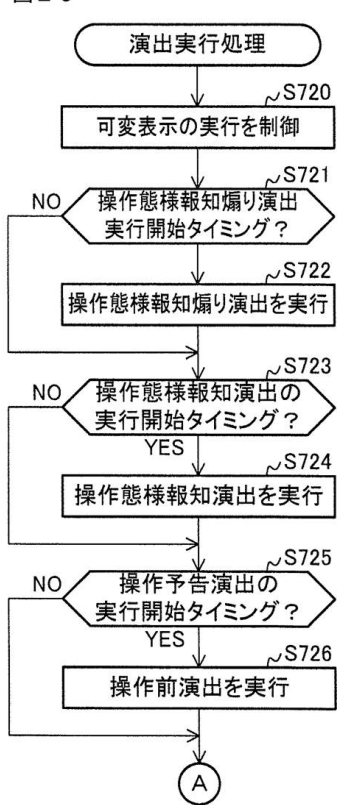 演出実行処理
S720
可変表示の実行を制御
S721
NO
操作態様報知煽り演出
実行開始タイミング？
S722
操作態様報知煽り演出を実行
S723
NO
操作態様報知演出の
実行開始タイミング？
YES
S724
操作態様報知演出を実行
S725
NO
操作予告演出の
実行開始タイミング？
YES
S726
操作前演出を実行
A